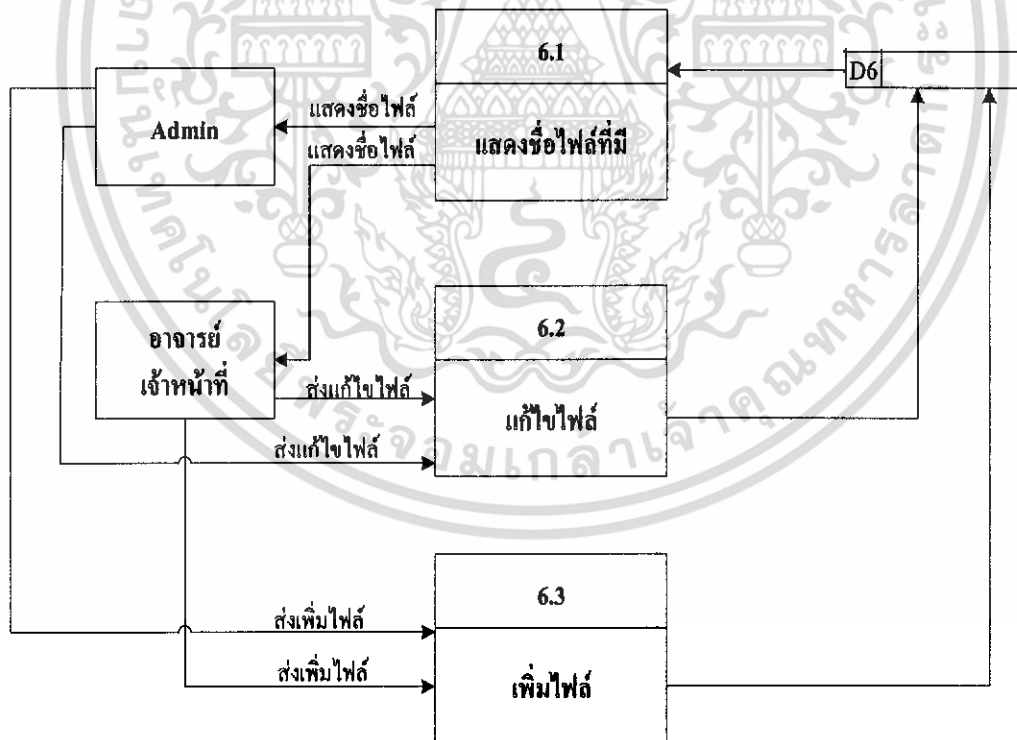 6.1
D6
Admin
แสดงชื่อไฟล์
แสดงชื่อไฟล์
แสดงชื่อไฟล์ที่มี
อาจารย์
เจ้าหน้าที่
6.2
ส่งแก้ไขไฟล์
แก้ไขไฟล์
ส่งแก้ไขไฟล์
6.3
ส่งเพิ่มไฟล์
ส่งเพิ่มไฟล์
เพิ่มไฟล์